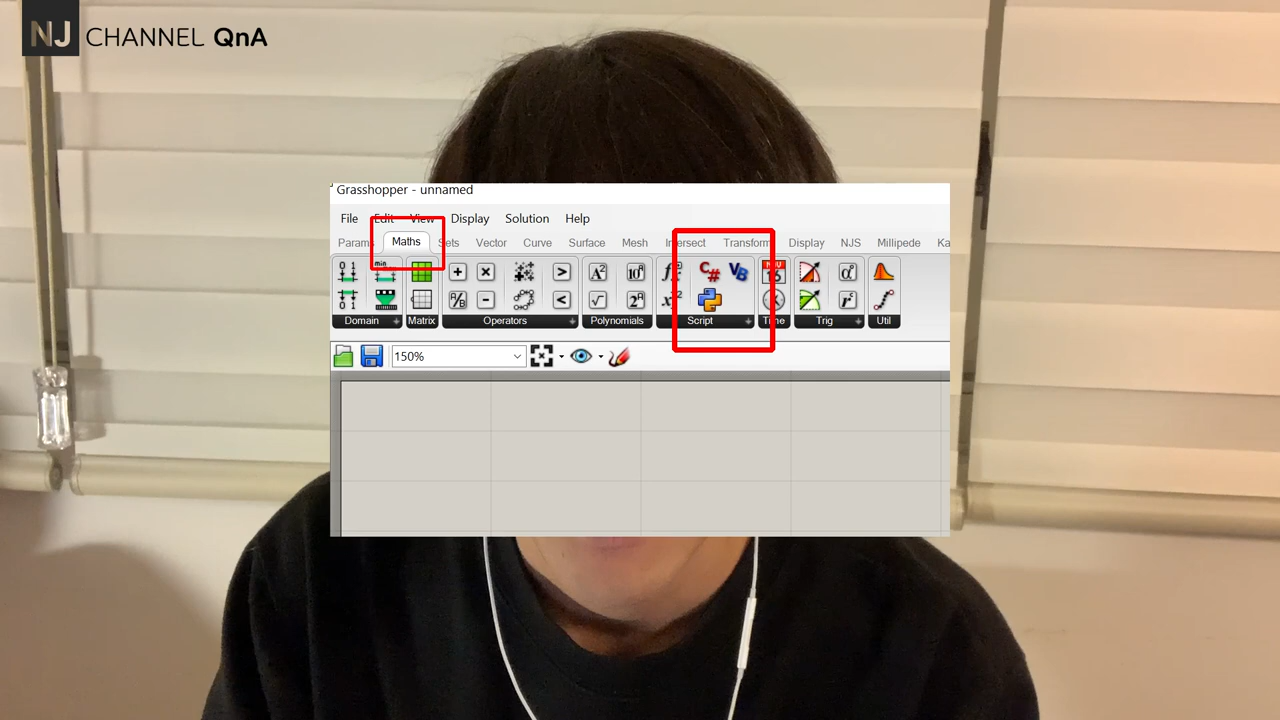 NJ CHANNEL QnA
Grasshopper - unnamed
File Edit View Display Solution Help
Params Maths Sets Vector Curve Surface Mesh Intersect Transform Display NJS Millipede Ka
Domain Matrix Operators Polynomials Script Time Trig Util
150%